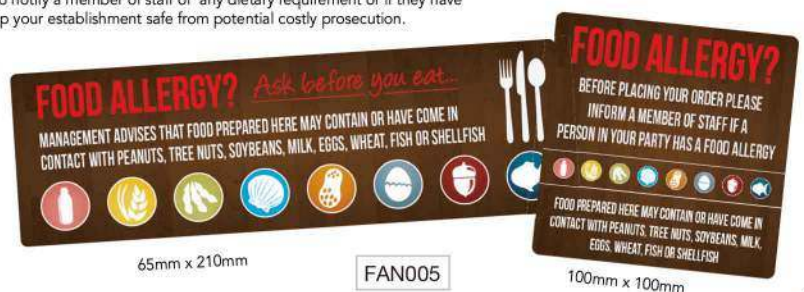 notify a member of staff of any dietary requirement or if they have
p your establishment safe from potential costly prosecution.
FOOD ALLERGY? Ask before you eat...
MANAGEMENT ADVISES THAT FOOD PREPARED HERE MAY CONTAIN OR HAVE COME IN
CONTACT WITH PEANUTS, TREE NUTS, SOYBEANS, MILK, EGGS, WHEAT, FISH OR SHELLFISH
65mm x 210mm
FAN005
FOOD ALLERGY?
BEFORE PLACING YOUR ORDER PLEASE
INFORM A MEMBER OF STAFF IF A
PERSON IN YOUR PARTY HAS A FOOD ALLERGY
FOOD PREPARED HERE MAY CONTAIN OR HAVE COME IN
CONTACT WITH PEANUTS, TREE NUTS, SOYBEANS, MILK,
EGGS, WHEAT, FISH OR SHELLFISH
100mm x 100mm